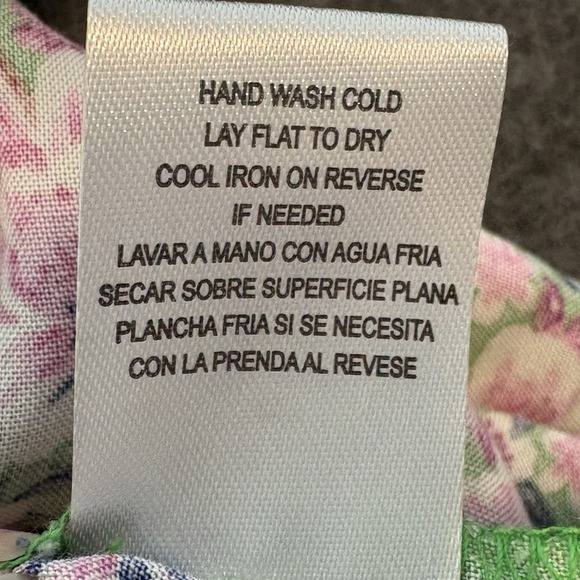 HAND WASH COLD
LAY FLAT TO DRY
COOL IRON ON REVERSE
IF NEEDED
LAVAR A MANO CON AGUA FRIA
SECAR SOBRE SUPERFICIE PLANA
PLANCHA FRIA SI SE NECESITA
CON LA PRENDA AL REVESE